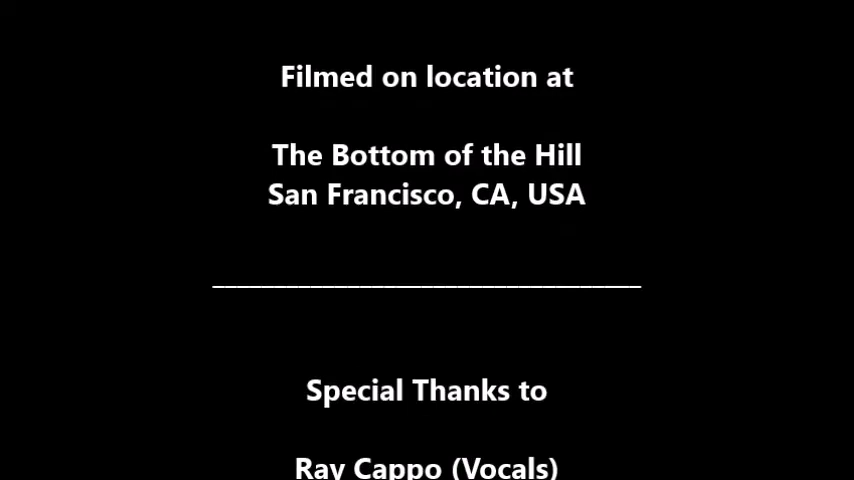 Filmed on location at
The Bottom of the Hill
San Francisco, CA, USA
Special Thanks to
Ray Cappo (Vocals)